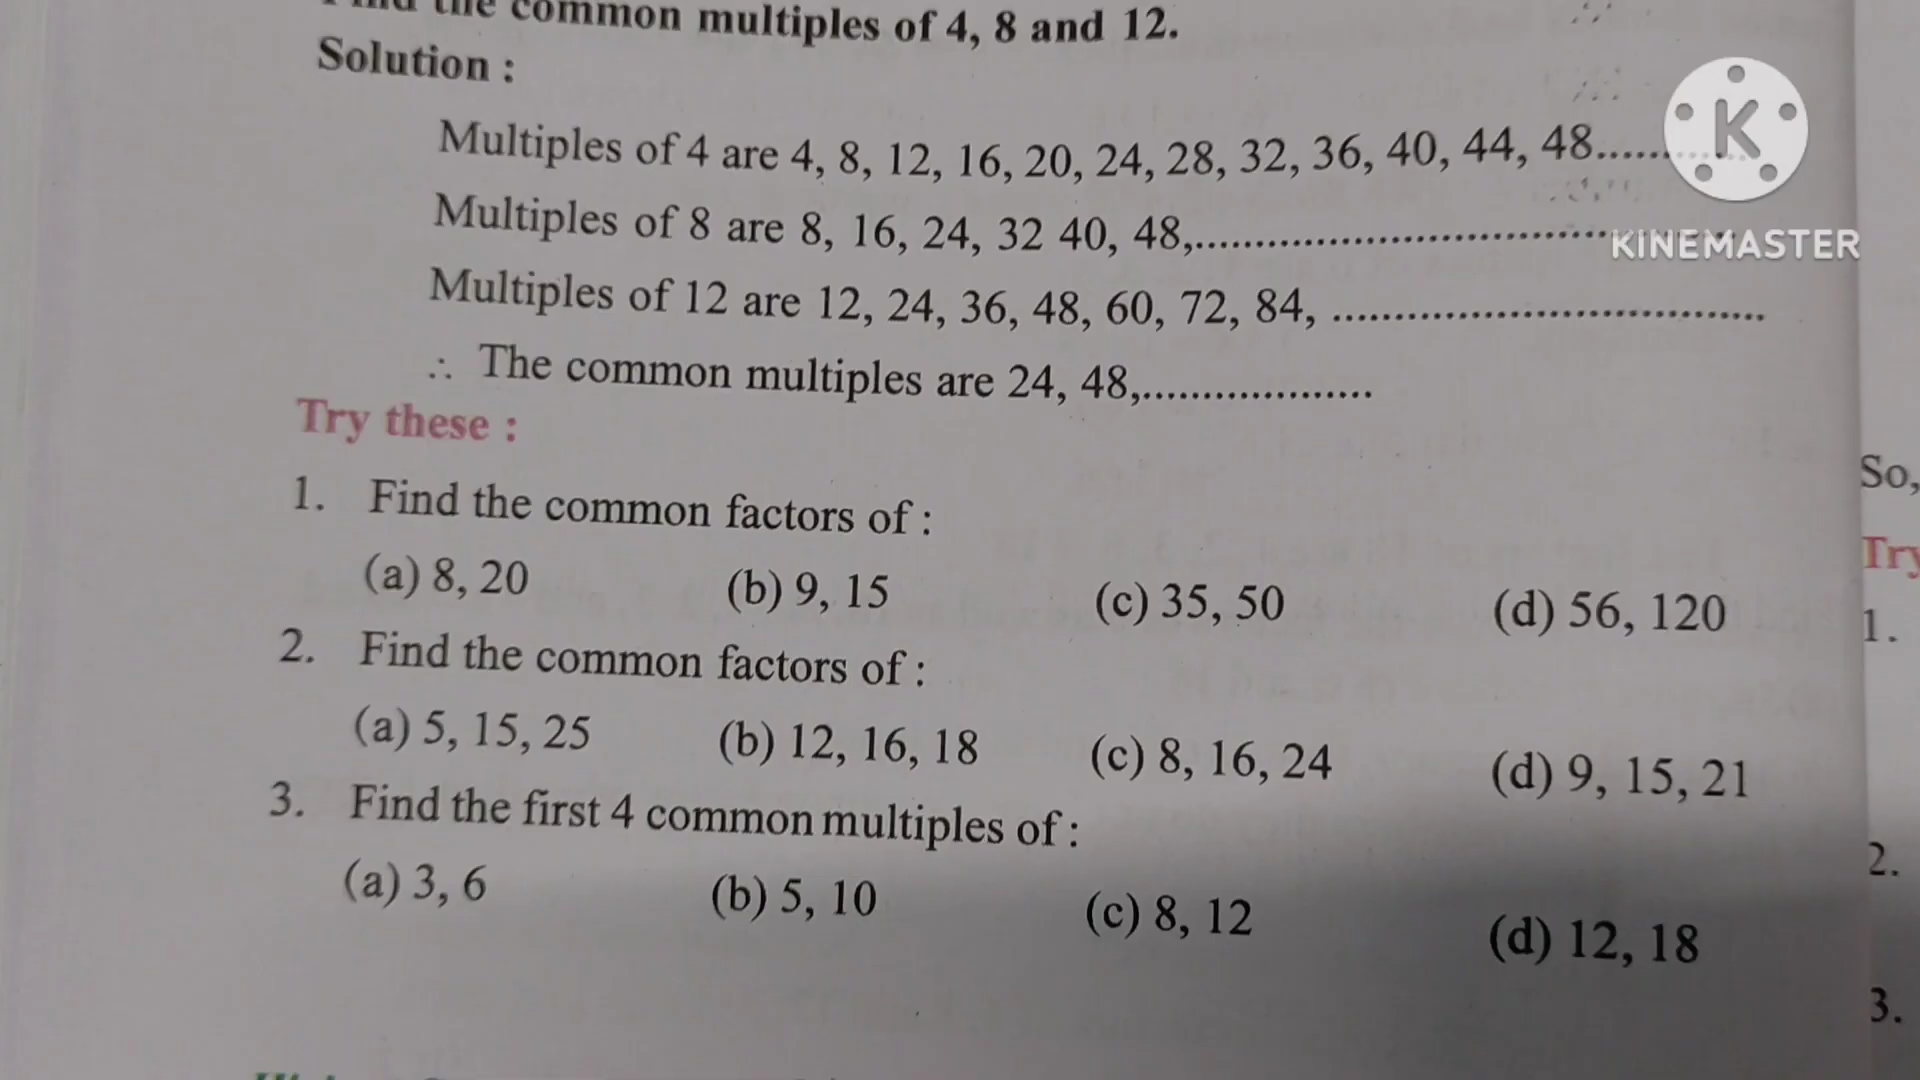 the common multiples of 4, 8 and 12.
Solution :
Multiples of 4 are 4, 8, 12, 16, 20, 24, 28, 32, 36, 40, 44, 48..........
K
Multiples of 8 are 8, 16, 24, 32 40, 48,.......................................
KINEMASTER
Multiples of 12 are 12, 24, 36, 48, 60, 72, 84, ...................................
∴ The common multiples are 24, 48,...................
Try these :
1. Find the common factors of :
(a) 8, 20 (b) 9, 15 (c) 35, 50 (d) 56, 120
2. Find the common factors of :
(a) 5, 15, 25 (b) 12, 16, 18 (c) 8, 16, 24 (d) 9, 15, 21
3. Find the first 4 common multiples of :
(a) 3, 6 (b) 5, 10 (c) 8, 12 (d) 12, 18
So,
Try
1.
2.
3.